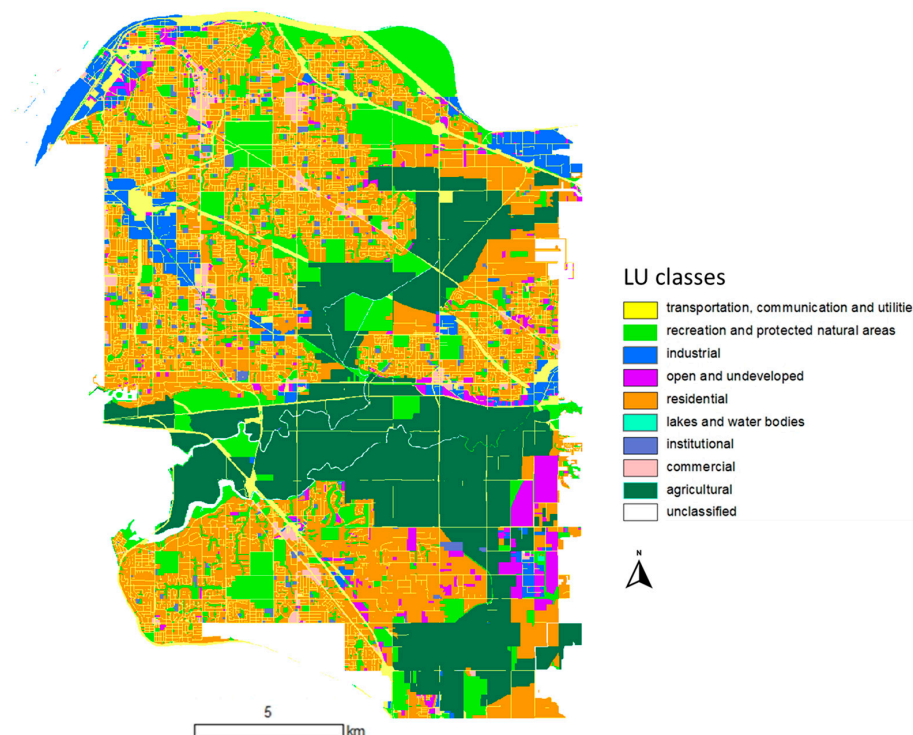 LU classes
transportation, communication and utilitie
recreation and protected natural areas
industrial
open and undeveloped
residential
lakes and water bodies
institutional
commercial
agricultural
unclassified
N
5
km